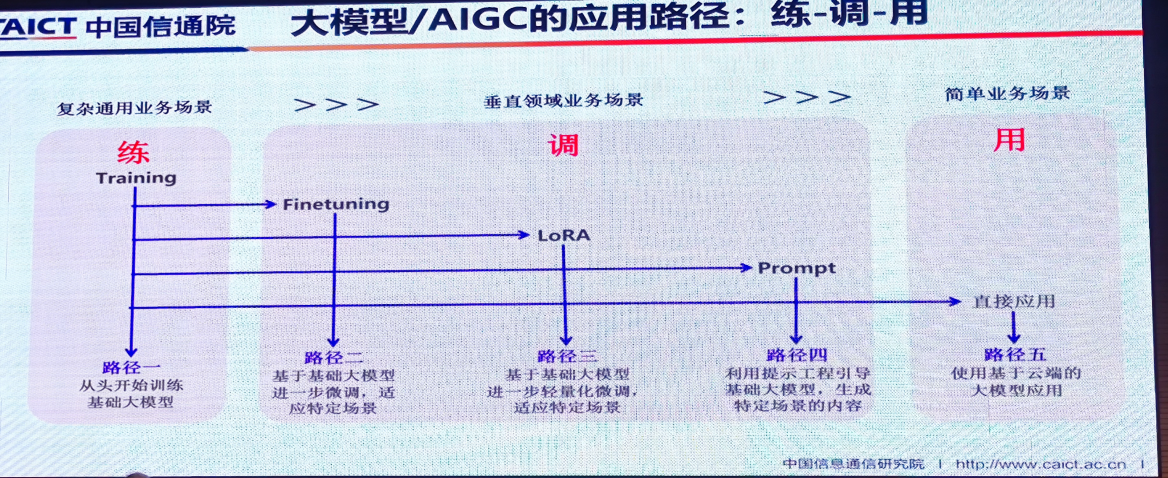 CAICT 中国信通院
大模型/AIGC的应用路径：练-调-用
复杂通用业务场景 >>> 垂直领域业务场景 >>> 简单业务场景
练
Training
调
用
Finetuning
LoRA
Prompt
直接应用
路径一
从头开始训练
基础大模型
路径二
基于基础大模型
进一步微调，适
应特定场景
路径三
基于基础大模型
进一步轻量化微调，
适应特定场景
路径四
利用提示工程引导
基础大模型，生成
特定场景的内容
路径五
使用基于云端的
大模型应用
中国信息通信研究院 I http://www.caict.ac.cn I